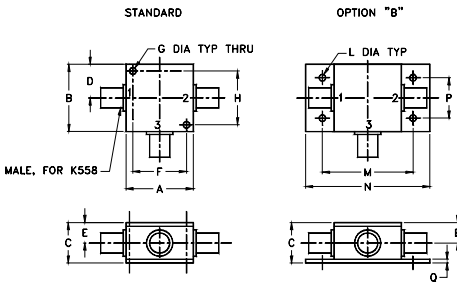 STANDARD
OPTION "B"
G DIA TYP THRU
L DIA TYP
D
B
1
2
3
H
1
2
3
P
MALE, FOR K558
F
A
M
N
E
C
C
E
Q